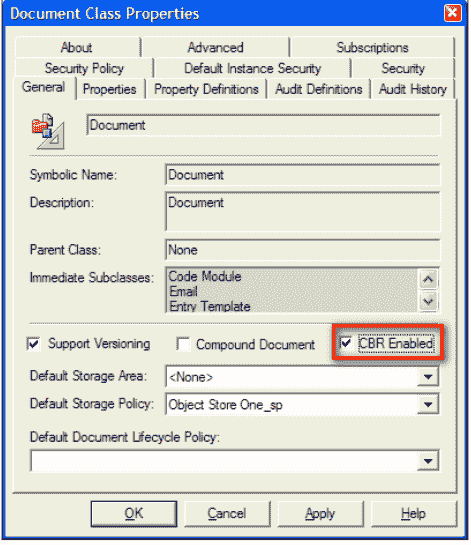 Document Class Properties
About Advanced Subscriptions
Security Policy Default Instance Security Security
General Properties Property Definitions Audit Definitions Audit History
Document
Symbolic Name: Document
Description: Document
Parent Class: None
Immediate Subclasses: Code Module
Email
Entry Template
Support Versioning Compound Document CBR Enabled
Default Storage Area: <None>
Default Storage Policy: Object Store One_sp
Default Document Lifecycle Policy:
OK Cancel Apply Help